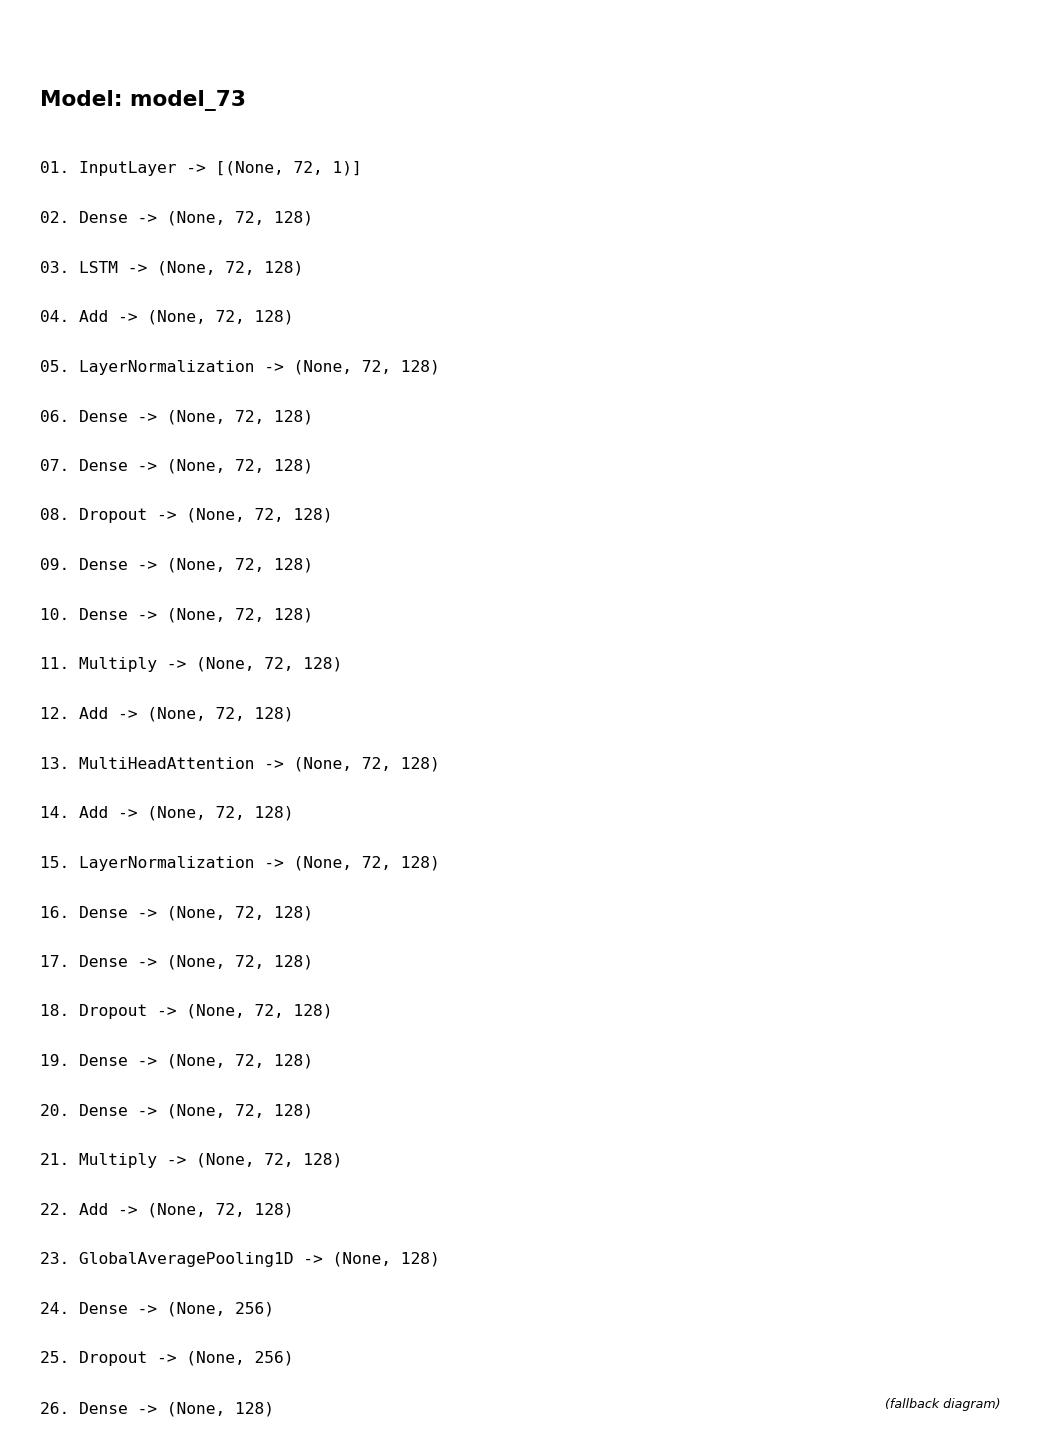 Model: model_73
01. InputLayer -> [(None, 72, 1)]
02. Dense -> (None, 72, 128)
03. LSTM -> (None, 72, 128)
04. Add -> (None, 72, 128)
05. LayerNormalization -> (None, 72, 128)
06. Dense -> (None, 72, 128)
07. Dense -> (None, 72, 128)
08. Dropout -> (None, 72, 128)
09. Dense -> (None, 72, 128)
10. Dense -> (None, 72, 128)
11. Multiply -> (None, 72, 128)
12. Add -> (None, 72, 128)
13. MultiHeadAttention -> (None, 72, 128)
14. Add -> (None, 72, 128)
15. LayerNormalization -> (None, 72, 128)
16. Dense -> (None, 72, 128)
17. Dense -> (None, 72, 128)
18. Dropout -> (None, 72, 128)
19. Dense -> (None, 72, 128)
20. Dense -> (None, 72, 128)
21. Multiply -> (None, 72, 128)
22. Add -> (None, 72, 128)
23. GlobalAveragePooling1D -> (None, 128)
24. Dense -> (None, 256)
25. Dropout -> (None, 256)
26. Dense -> (None, 128)
(fallback diagram)